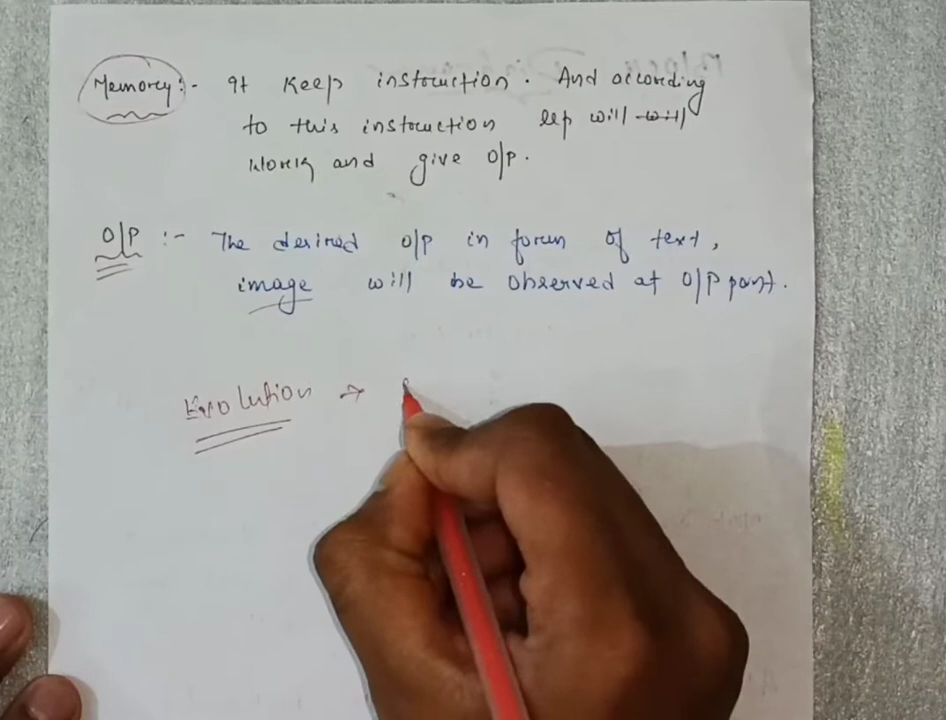 Memory :- It keep instruction. And according
to this instruction up will will
work and give O/P.
O/P :- The desired O/P in form of text,
image will be observed at O/P port.
Evolution →